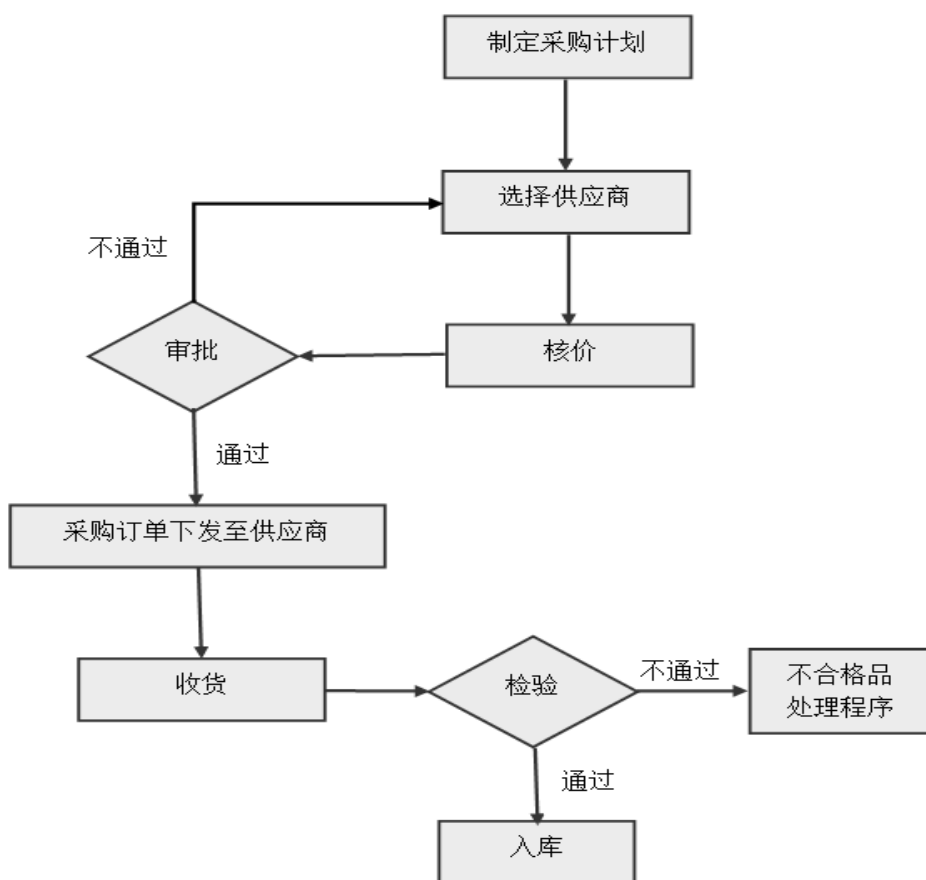 制定采购计划
选择供应商
不通过
审批
核价
通过
采购订单下发至供应商
收货
检验
不通过
不合格品
处理程序
通过
入库